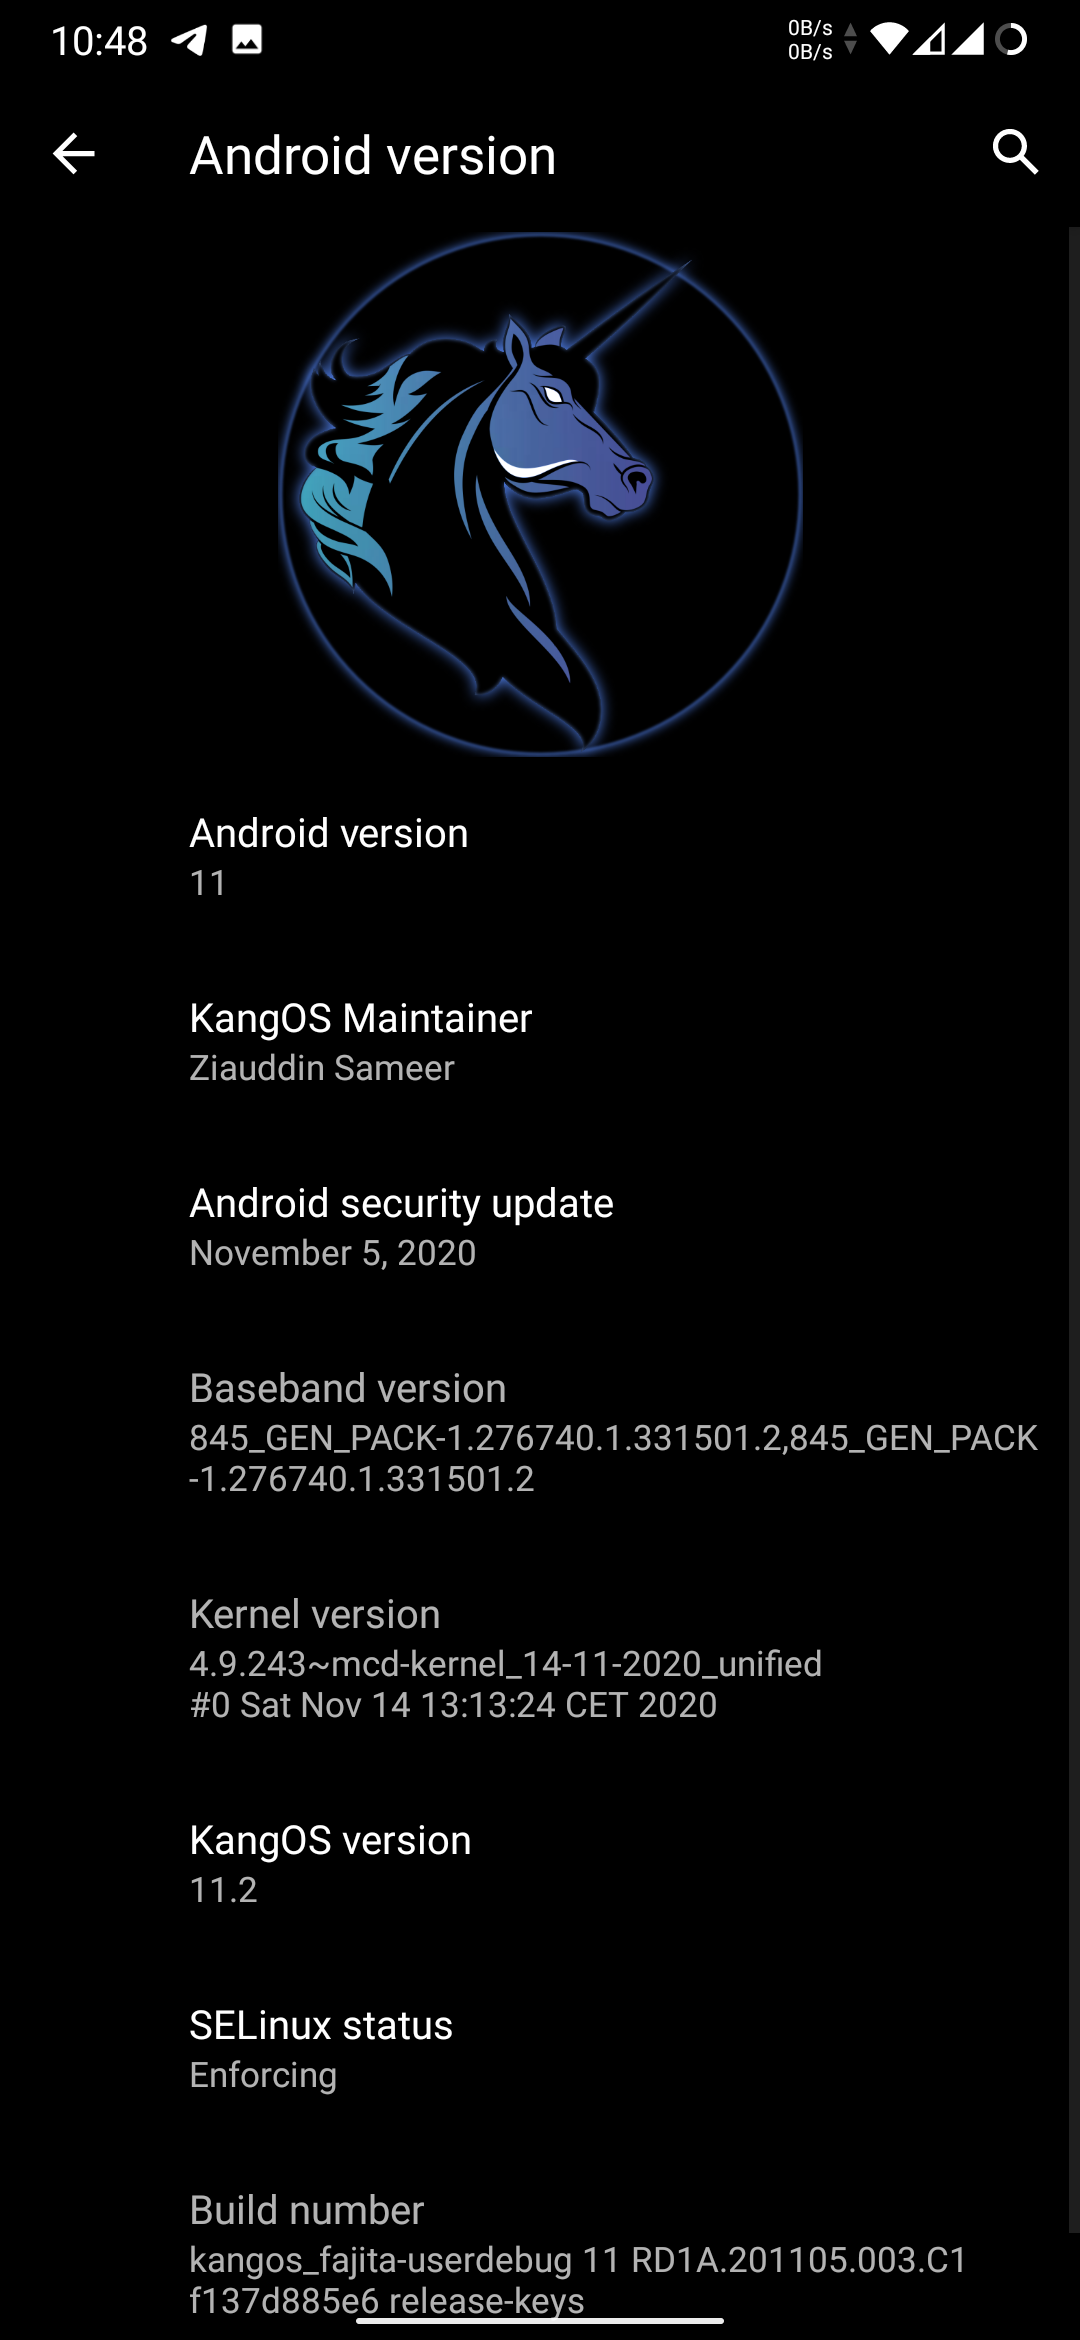 10:48
0B/s
0B/s
Android version
Android version
11
KangOS Maintainer
Ziauddin Sameer
Android security update
November 5, 2020
Baseband version
845_GEN_PACK-1.276740.1.331501.2,845_GEN_PACK
-1.276740.1.331501.2
Kernel version
4.9.243~mcd-kernel_14-11-2020_unified
#0 Sat Nov 14 13:13:24 CET 2020
KangOS version
11.2
SELinux status
Enforcing
Build number
kangos_fajita-userdebug 11 RD1A.201105.003.C1
f137d885e6 release-keys